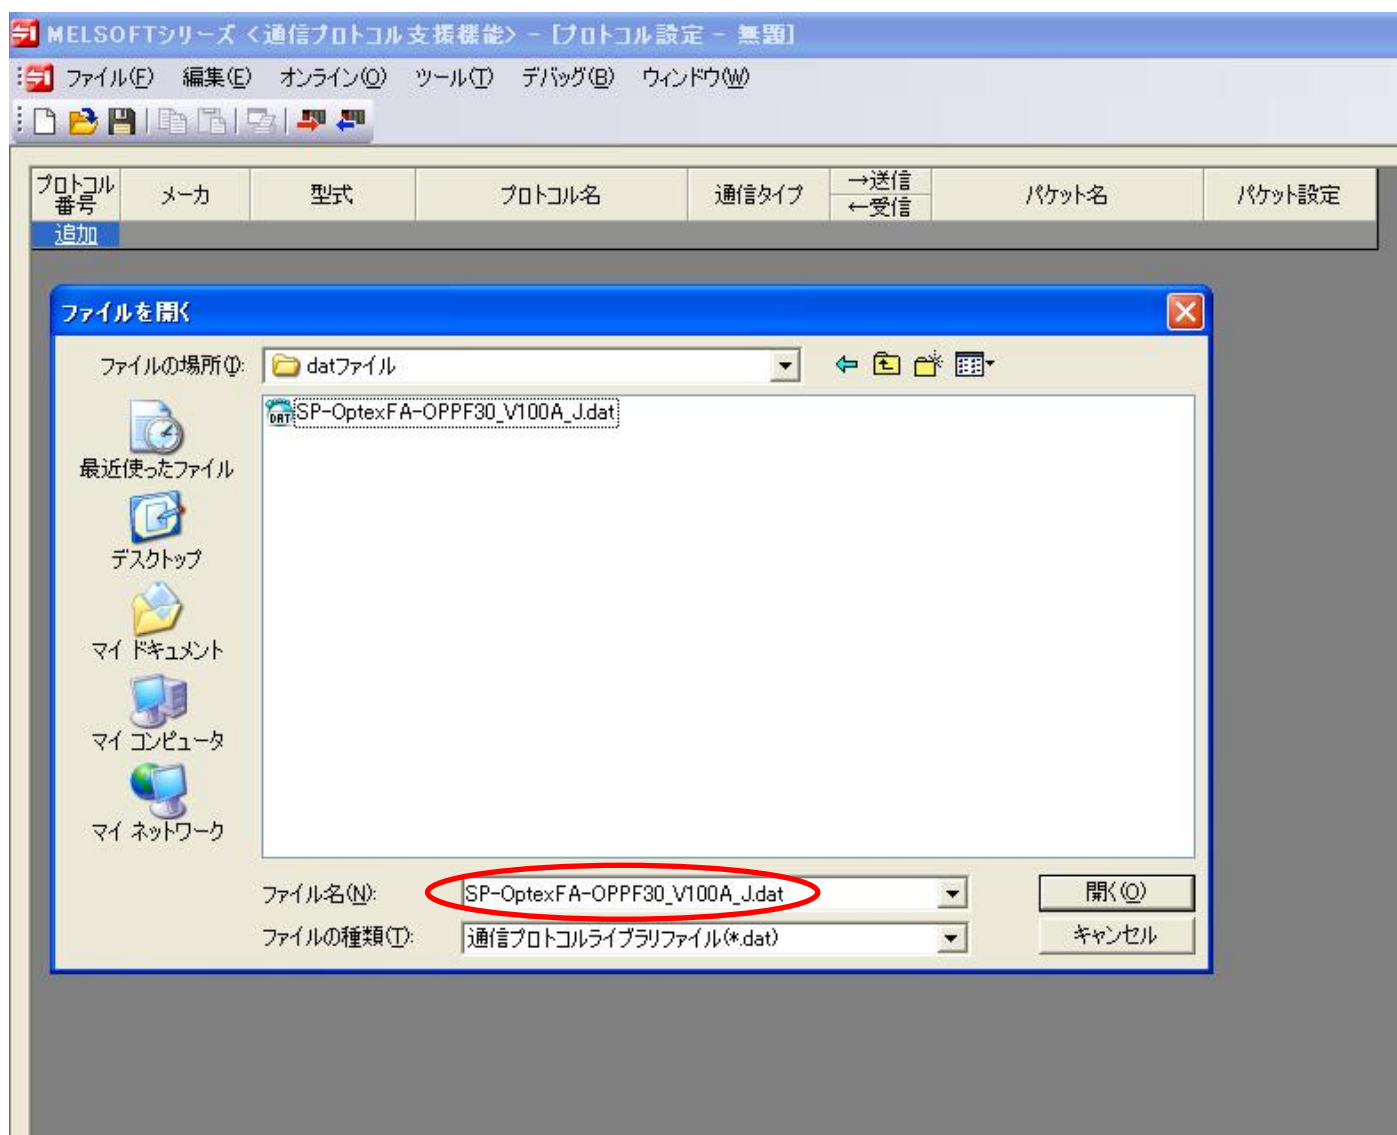 MELSOFTシリーズ <通信プロトコル支援機能> - [プロトコル設定 - 無題]
ファイル(F) 編集(E) オンライン(O) ツール(T) デバッグ(B) ウィンドウ(W)
プロトコル番号 メーカ 型式 プロトコル名 通信タイプ →送信 ←受信 パケット名 パケット設定
追加
ファイルを開く
ファイルの場所(I): datファイル
SP-OptexFA-OPPF30_V100A_J.dat
最近使ったファイル
デスクトップ
マイ ドキュメント
マイ コンピュータ
マイ ネットワーク
ファイル名(N): SP-OptexFA-OPPF30_V100A_J.dat 開く(O)
ファイルの種類(T): 通信プロトコルライブラリファイル(*.dat) キャンセル